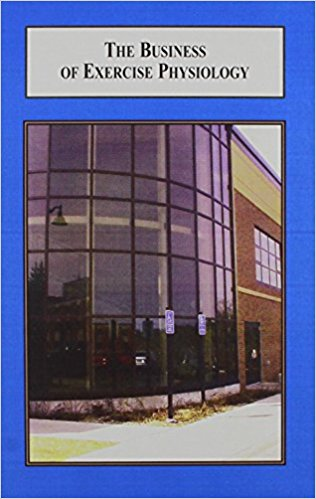 THE BUSINESS
OF EXERCISE PHYSIOLOGY